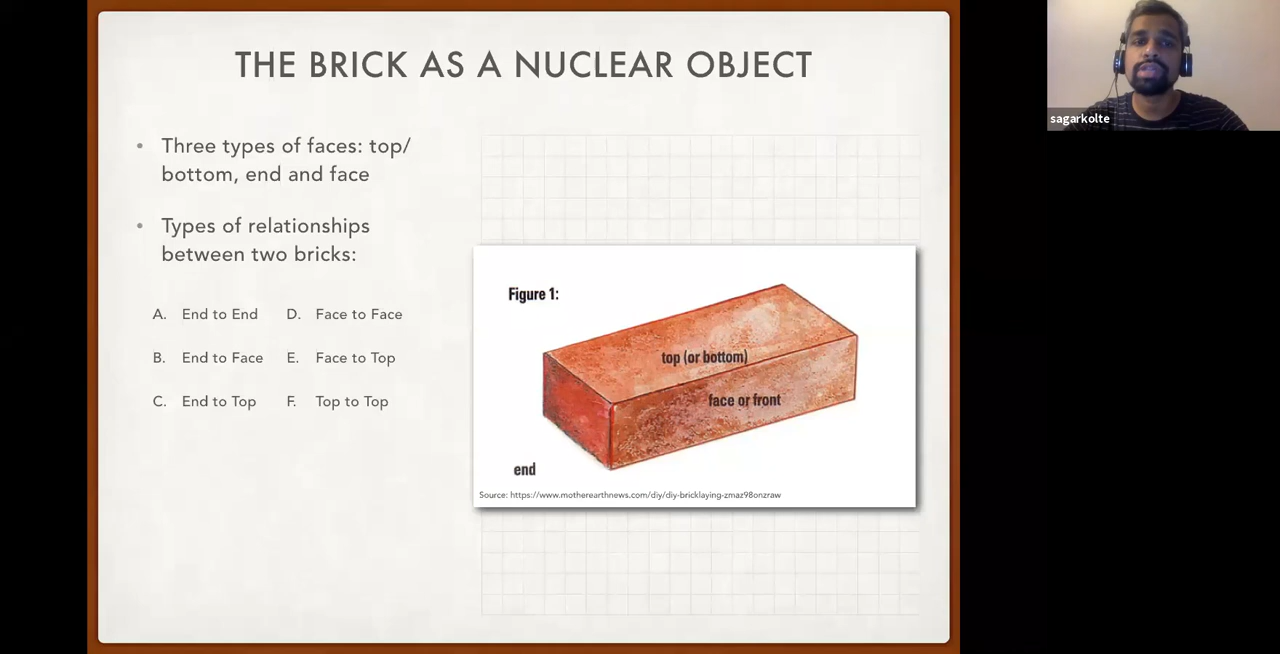 THE BRICK AS A NUCLEAR OBJECT
• Three types of faces: top/
bottom, end and face
• Types of relationships
between two bricks:
A. End to End D. Face to Face
B. End to Face E. Face to Top
C. End to Top F. Top to Top
Figure 1:
top (or bottom)
face or front
end
Source: https://www.motherearthnews.com/diy/diy-bricklaying-zmaz98onzraw
sagarkolte